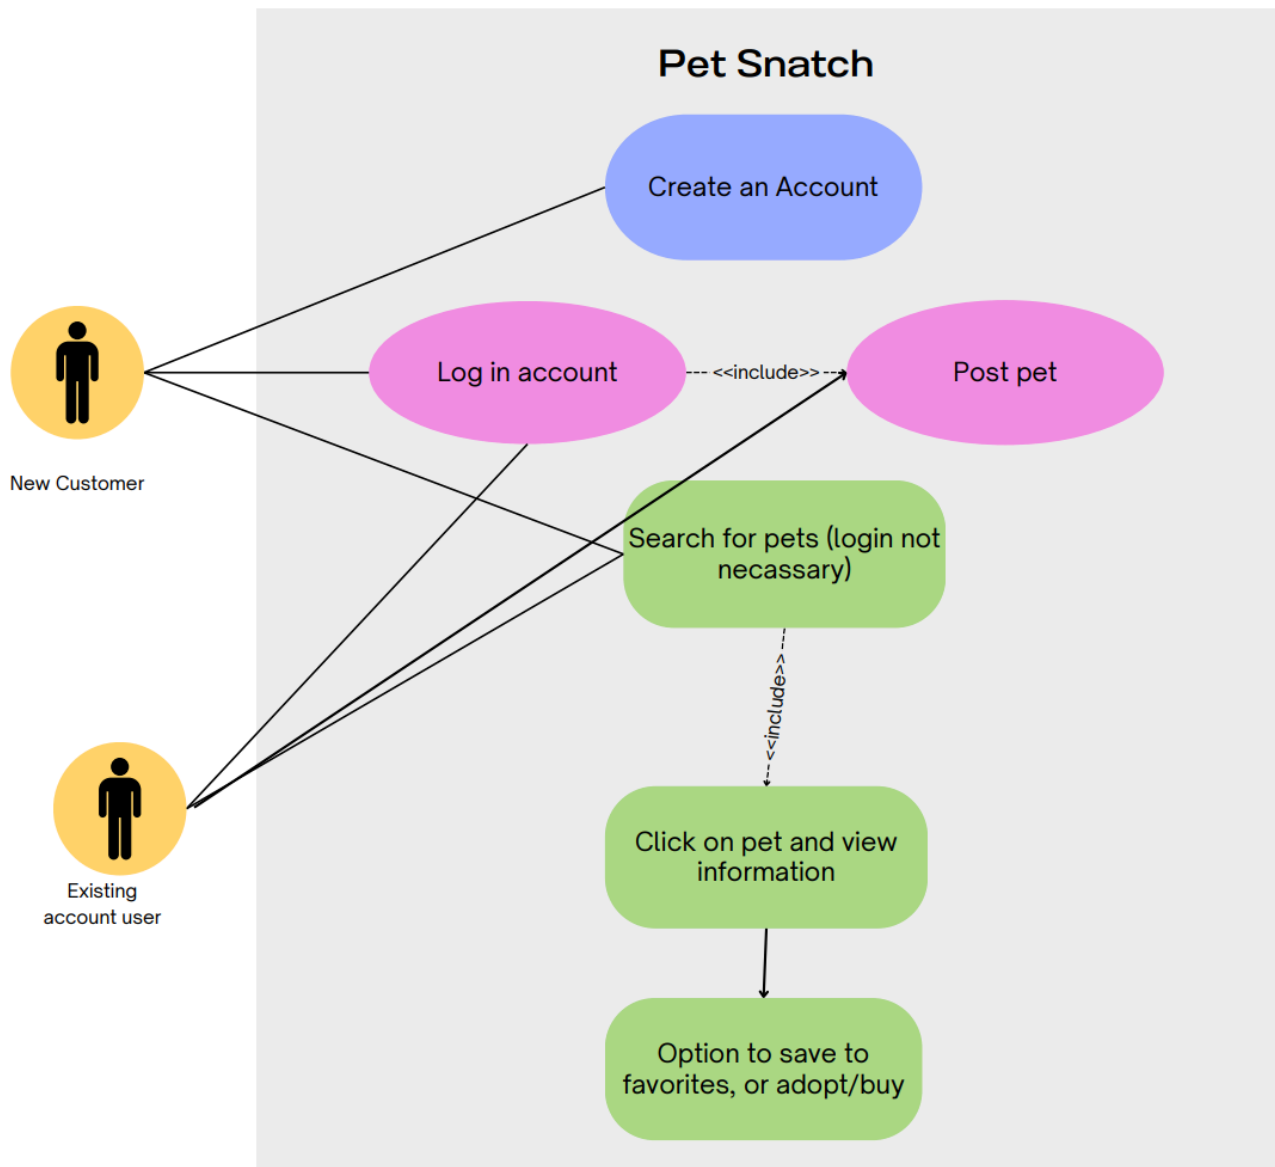 Pet Snatch
Create an Account
Log in account
<<include>>
Post pet
New Customer
Search for pets (login not
necassary)
<<include>>
Click on pet and view
information
Existing
account user
Option to save to
favorites, or adopt/buy